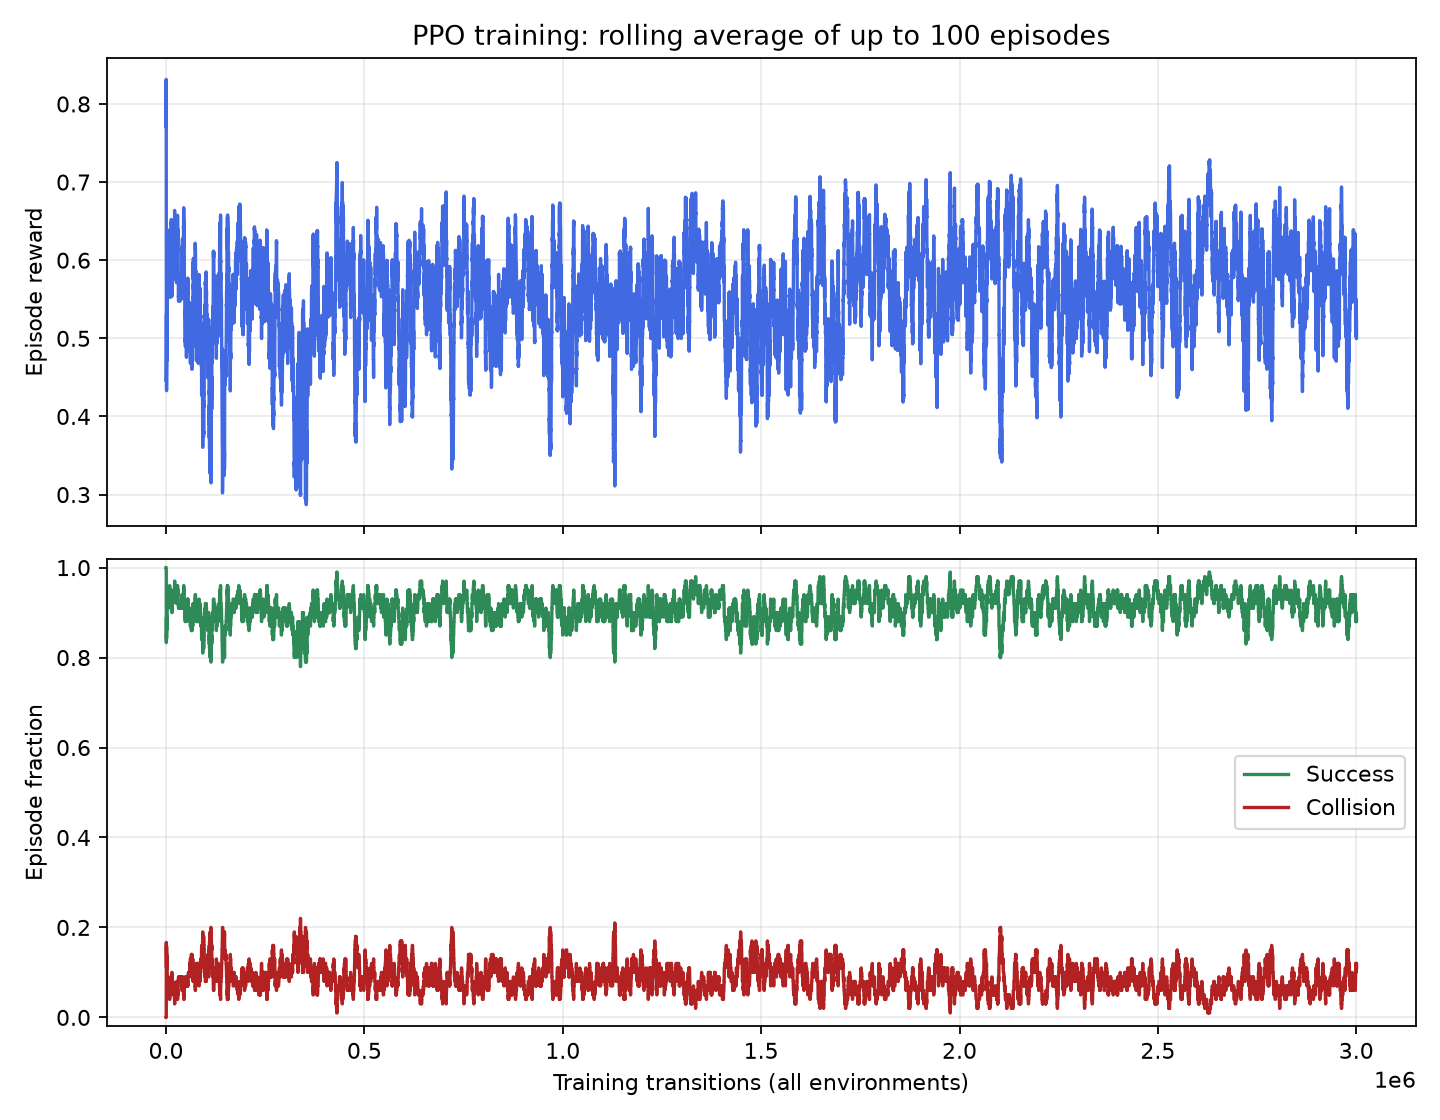 PPO training: rolling average of up to 100 episodes
Episode reward
0.8
0.7
0.6
0.5
0.4
0.3
Episode fraction
1.0
0.8
0.6
0.4
0.2
0.0
Success
Collision
0.0 0.5 1.0 1.5 2.0 2.5 3.0
1e6
Training transitions (all environments)